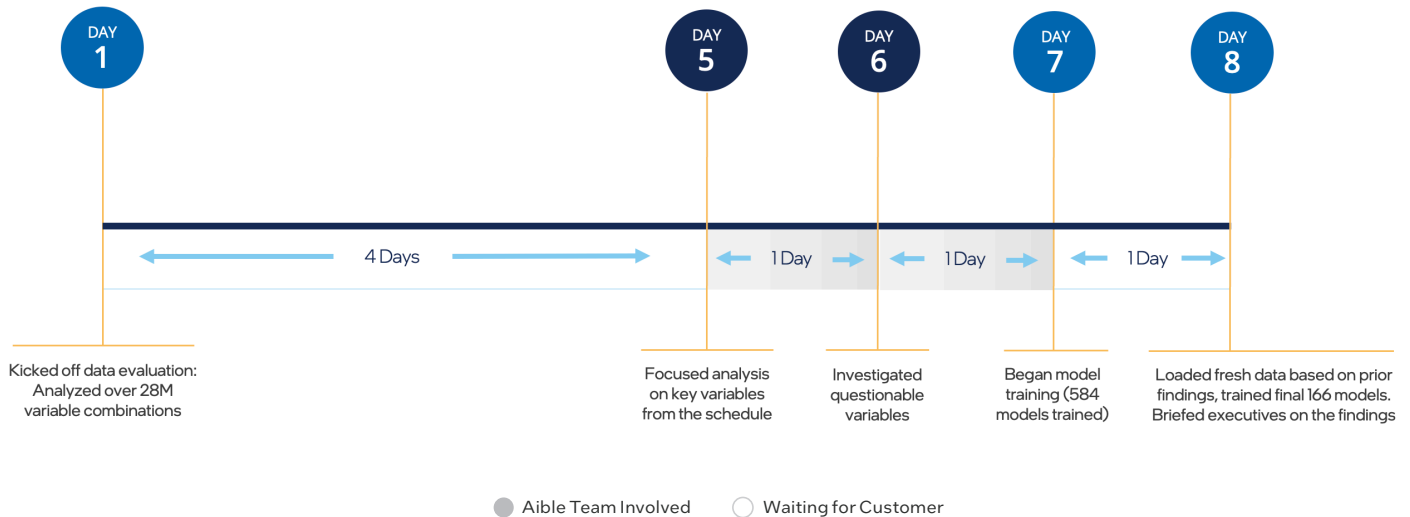 DAY
1
DAY
5
DAY
6
DAY
7
DAY
8
4 Days
1 Day
1 Day
1 Day
Kicked off data evaluation:
Analyzed over 28M
variable combinations
Focused analysis
on key variables
from the schedule
Investigated
questionable
variables
Began model
training (584
models trained)
Loaded fresh data based on prior
findings, trained final 166 models.
Briefed executives on the findings
Aible Team Involved
Waiting for Customer